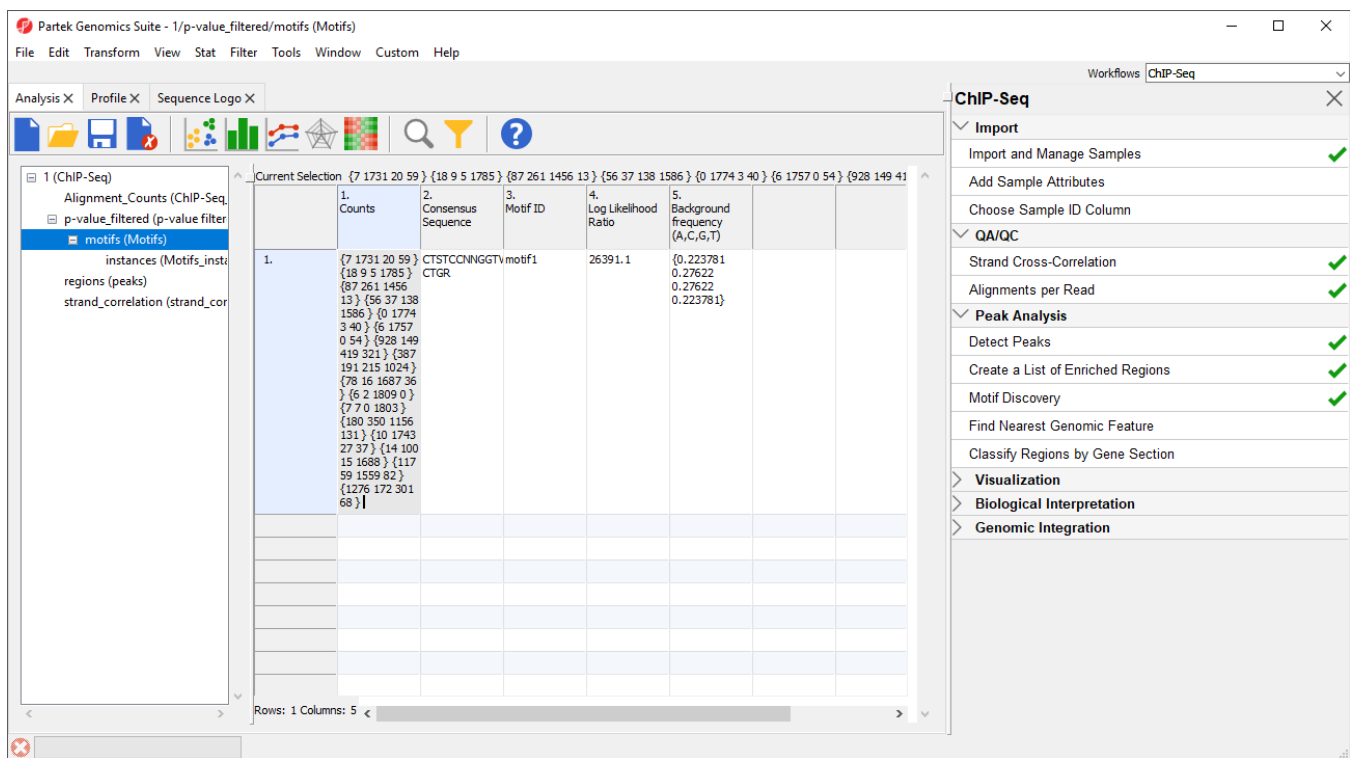 Partek Genomics Suite - 1/p-value_filtered/motifs (Motifs)
File Edit Transform View Stat Filter Tools Window Custom Help
Workflows ChIP-Seq
Analysis Profile Sequence Logo
1 (ChIP-Seq)
Alignment_Counts (ChIP-Seq_
p-value_filtered (p-value filter
motifs (Motifs)
instances (Motifs_insta
regions (peaks)
strand_correlation (strand_cor
Current Selection {7 1731 20 59 } {18 9 5 1785 } {87 261 1456 13 } {56 37 138 1586 } {0 1774 3 40 } {6 1757 0 54 } {928 149 41
1.
Counts
2.
Consensus
Sequence
3.
Motif ID
4.
Log Likelihood
Ratio
5.
Background
frequency
(A,C,G,T)
1.
{7 1731 20 59 }
{18 9 5 1785 }
{87 261 1456
13 } {56 37 138
1586 } {0 1774
3 40 } {6 1757
0 54 } {928 149
419 321 } {387
191 215 1024 }
{78 16 1687 36
} {6 2 1809 0 }
{7 7 0 1803 }
{180 350 1156
131 } {10 1743
27 37 } {14 100
15 1688 } {117
59 1559 82 }
{1276 172 301
68 }
CTSTCCNNGGTV
CTGR
motif1
26391.1
{0.223781
0.27622
0.27622
0.223781}
Rows: 1 Columns: 5
ChIP-Seq
Import
Import and Manage Samples
Add Sample Attributes
Choose Sample ID Column
QA/QC
Strand Cross-Correlation
Alignments per Read
Peak Analysis
Detect Peaks
Create a List of Enriched Regions
Motif Discovery
Find Nearest Genomic Feature
Classify Regions by Gene Section
Visualization
Biological Interpretation
Genomic Integration